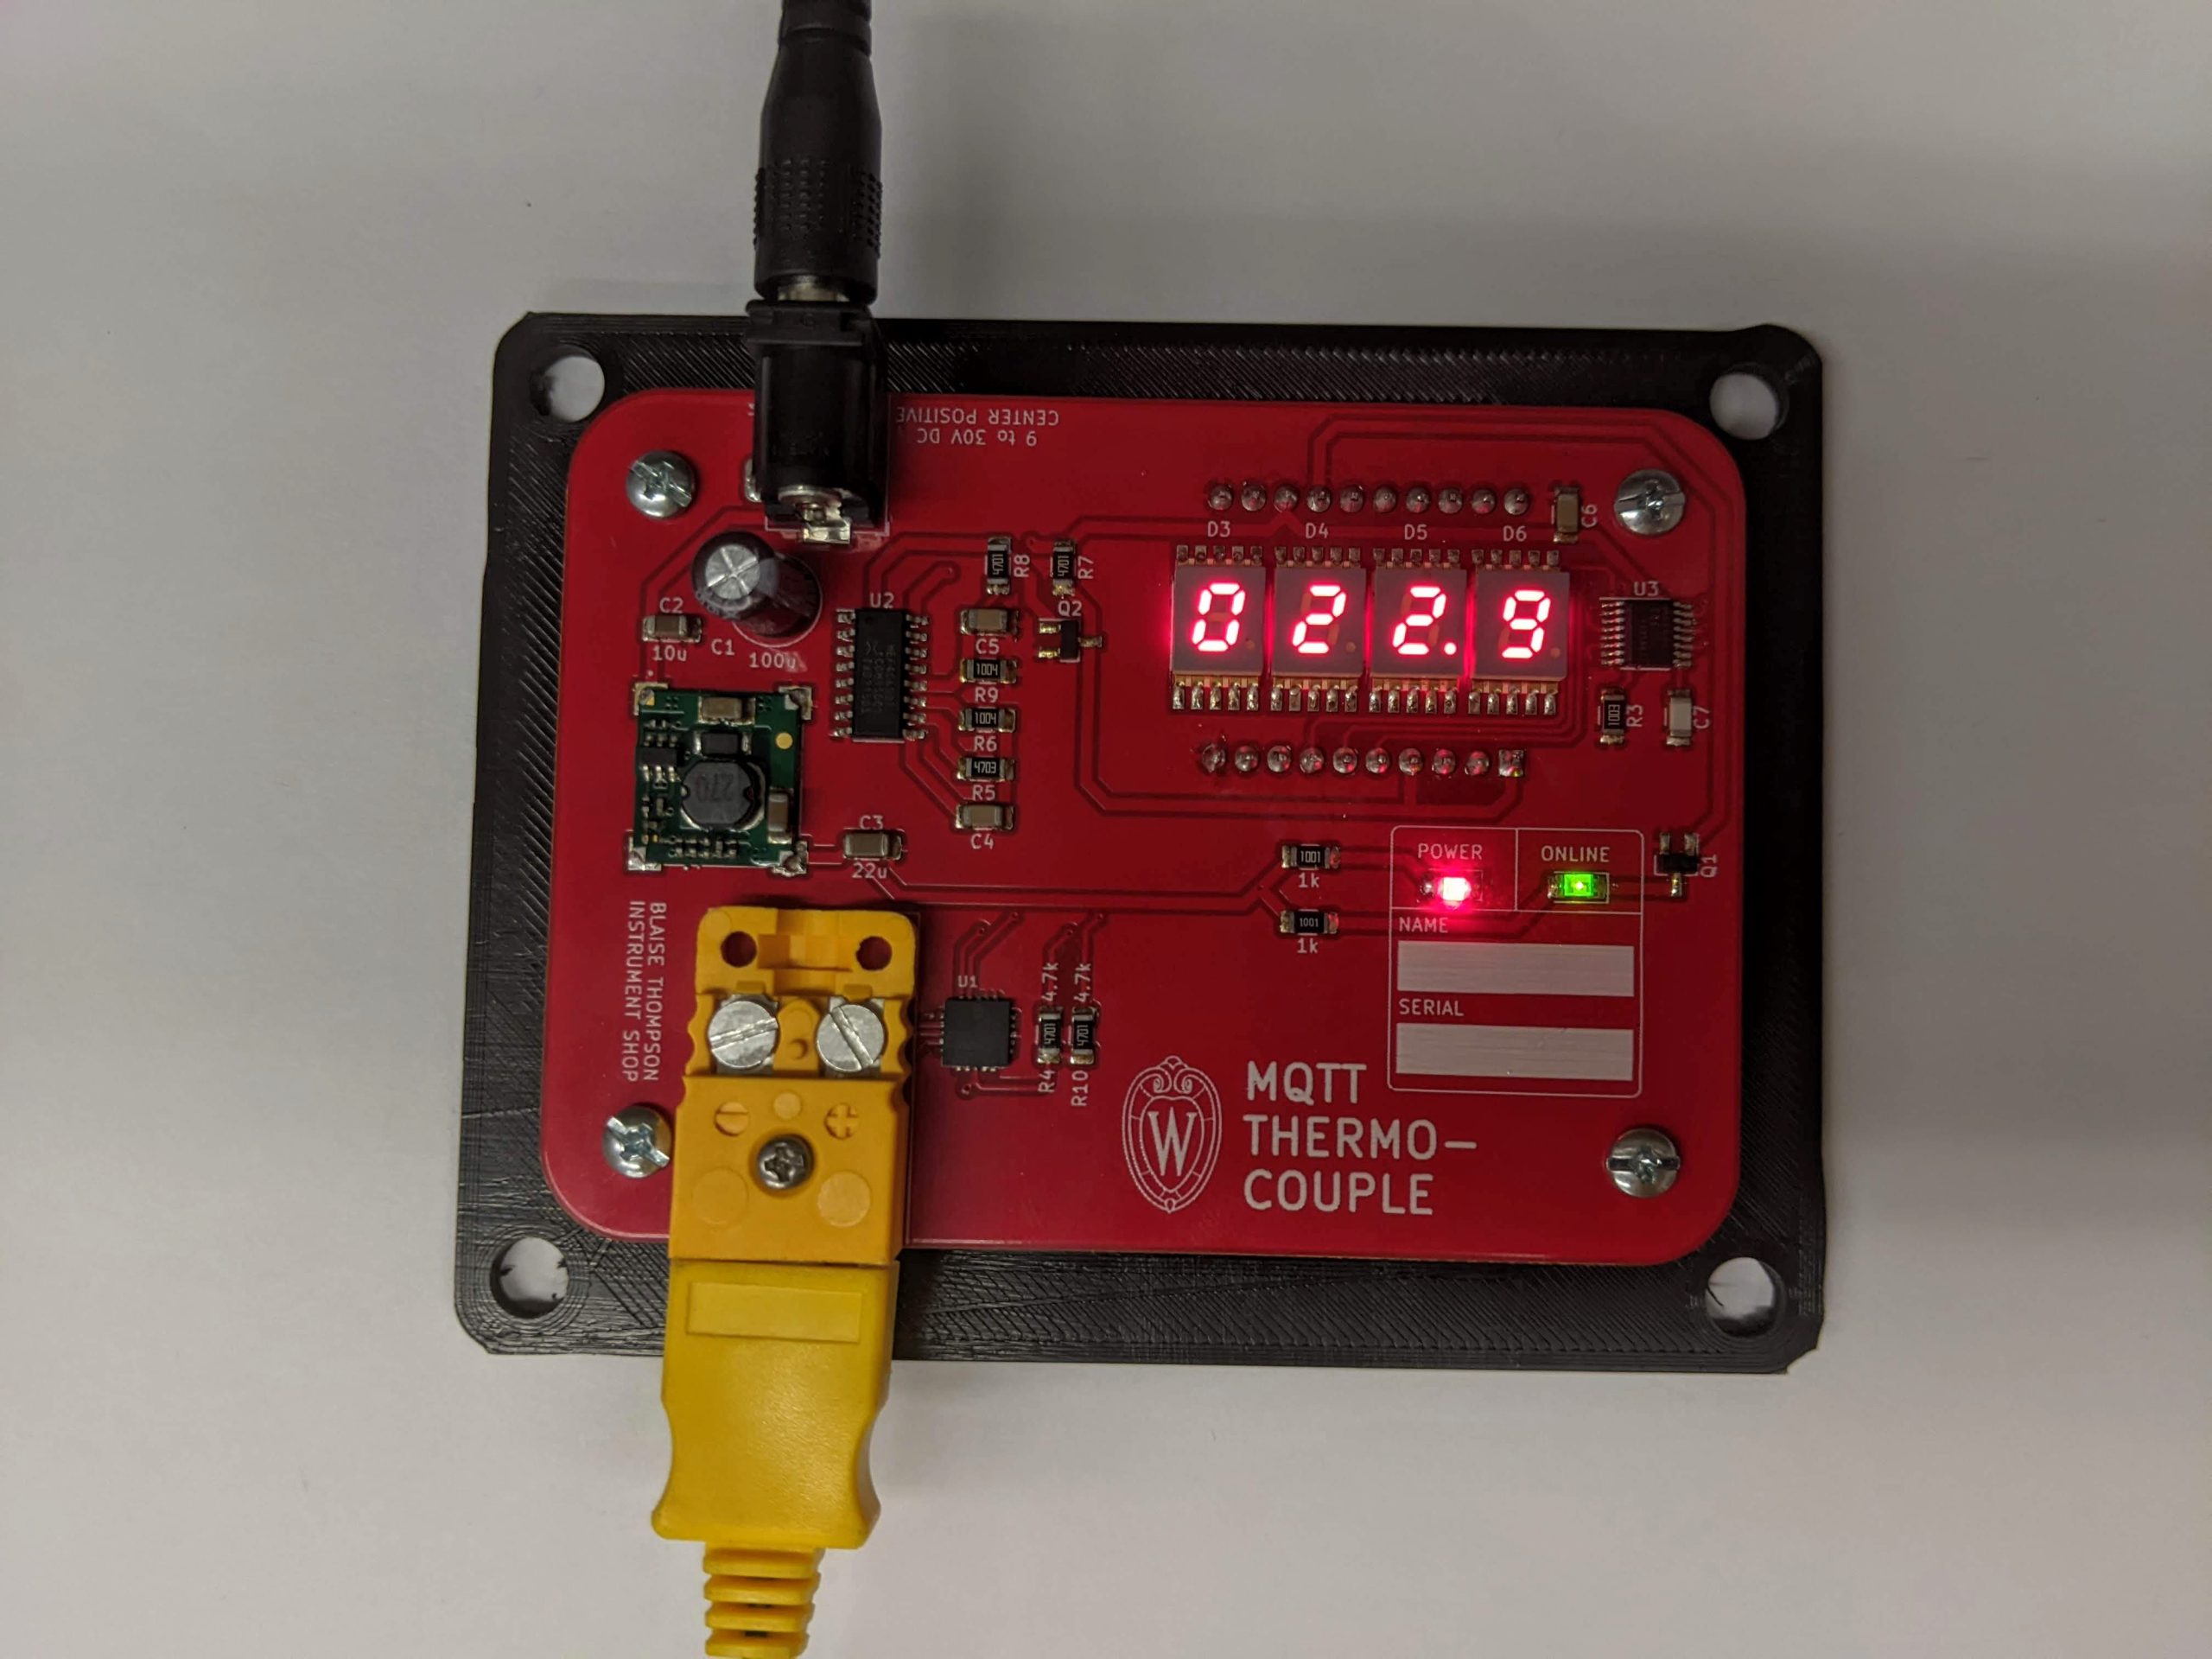 9 to 30V DC
CENTER POSITIVE
D3 D4 D5 D6
C6
022.9
R8
R7
U2
Q2
U3
C2
10u
C1
100u
C5
1004
R9
1004
R6
4703
R5
C4
4701
4701
1003
R3
C7
270
C3
22u
1001
1k
1001
1k
POWER
ONLINE
Q1
NAME
SERIAL
BLAISE THOMPSON
INSTRUMENT SHOP
U1
4.7k
4.7k
4701
4701
R4
R10
W
MQTT
THERMO—
COUPLE